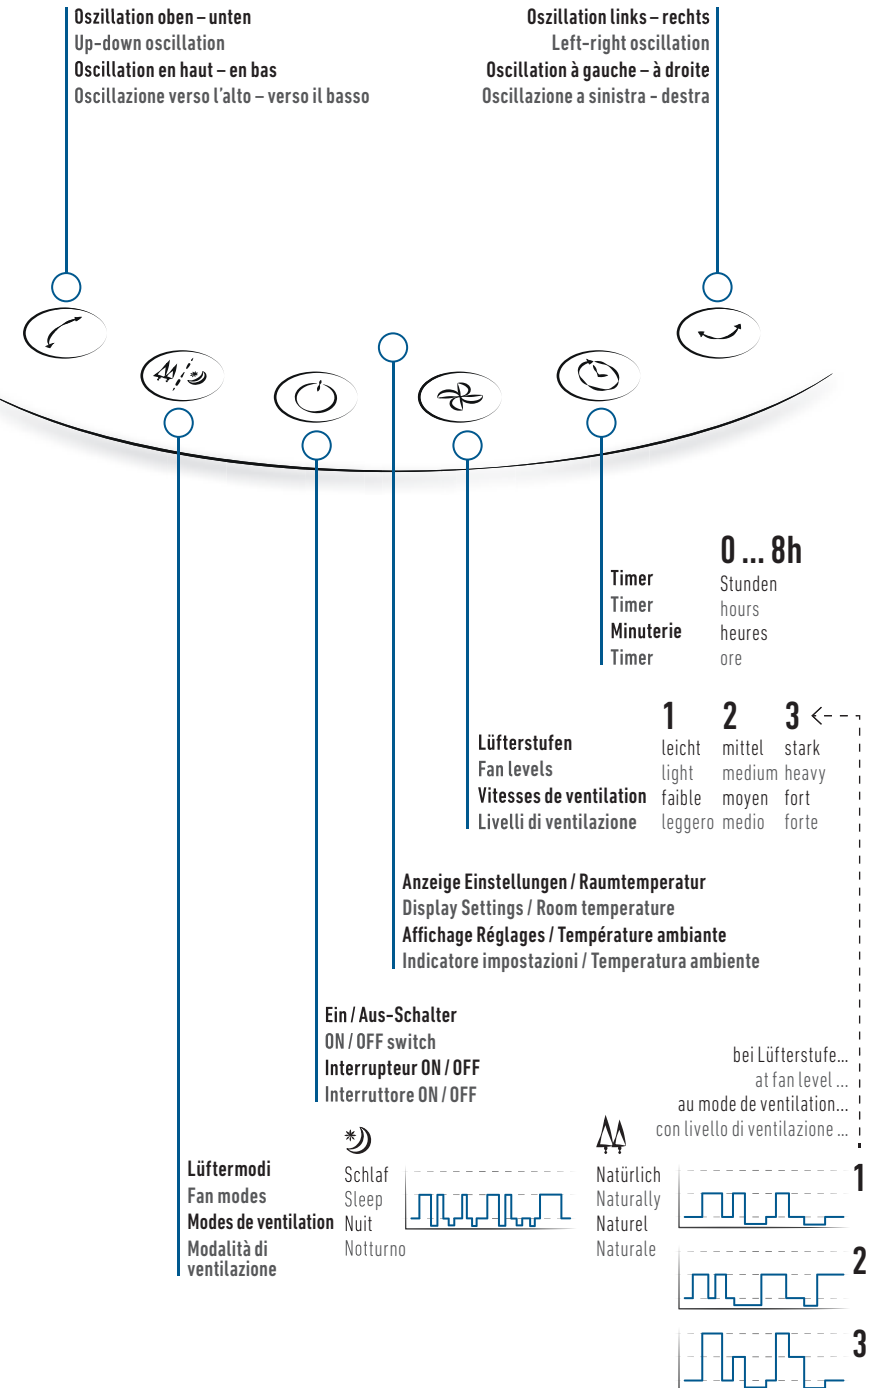 Oszillation oben – unten
Up-down oscillation
Oscillation en haut – en bas
Oscillazione verso l'alto – verso il basso
Oszillation links – rechts
Left-right oscillation
Oscillation à gauche – à droite
Oscillazione a sinistra - destra
0 ... 8h
Timer Stunden
Timer hours
Minuterie heures
Timer ore
1 2 3
Lüfterstufen leicht mittel stark
Fan levels light medium heavy
Vitesses de ventilation faible moyen fort
Livelli di ventilazione leggero medio forte
Anzeige Einstellungen / Raumtemperatur
Display Settings / Room temperature
Affichage Réglages / Température ambiante
Indicatore impostazioni / Temperatura ambiente
Ein / Aus-Schalter
ON / OFF switch
Interrupteur ON / OFF
Interruttore ON / OFF
bei Lüfterstufe...
at fan level ...
au mode de ventilation...
con livello di ventilazione ...
Lüftermodi Schlaf Natürlich 1
Fan modes Sleep Naturally
Modes de ventilation Nuit Naturel
Modalità di Notturno Naturale
ventilazione
2
3